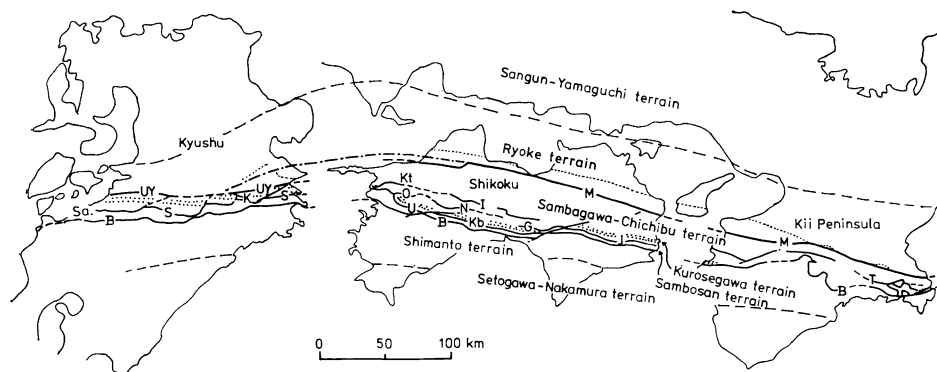 Sangun-Yamaguchi terrain
Kyushu
Ryoke terrain
Shikoku
M
UY
UY
K
S
Sa.
S
B
Kt
O
I
U
N
B
Kb
G
I
Sambagawa-Chichibu terrain
Kii Peninsula
M
Shimanto terrain
Kurosegawa terrain
Sambosan terrain
T
B
Setogawa-Nakamura terrain
0 50 100 km